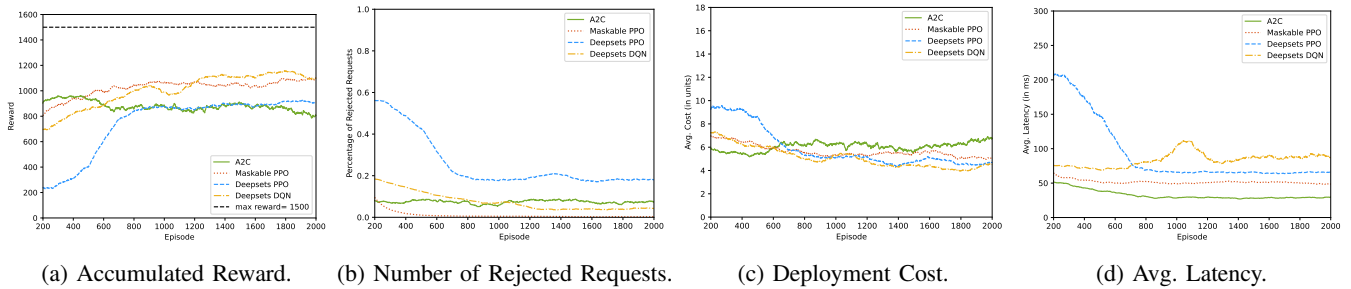 1600
1400
1200
1000
800
600
400
200
0
Reward
200 400 600 800 1000 1200 1400 1600 1800 2000
Episode
A2C
Maskable PPO
Deepsets PPO
Deepsets DQN
max reward= 1500
(a) Accumulated Reward.
1.0
0.8
0.6
0.4
0.2
0.0
Percentage of Rejected Requests
200 400 600 800 1000 1200 1400 1600 1800 2000
Episode
A2C
Maskable PPO
Deepsets PPO
Deepsets DQN
(b) Number of Rejected Requests.
18
16
14
12
10
8
6
4
2
0
Avg. Cost (in units)
200 400 600 800 1000 1200 1400 1600 1800 2000
Episode
A2C
Maskable PPO
Deepsets PPO
Deepsets DQN
(c) Deployment Cost.
300
250
200
150
100
50
0
Avg. Latency (in ms)
200 400 600 800 1000 1200 1400 1600 1800 2000
Episode
A2C
Maskable PPO
Deepsets PPO
Deepsets DQN
(d) Avg. Latency.